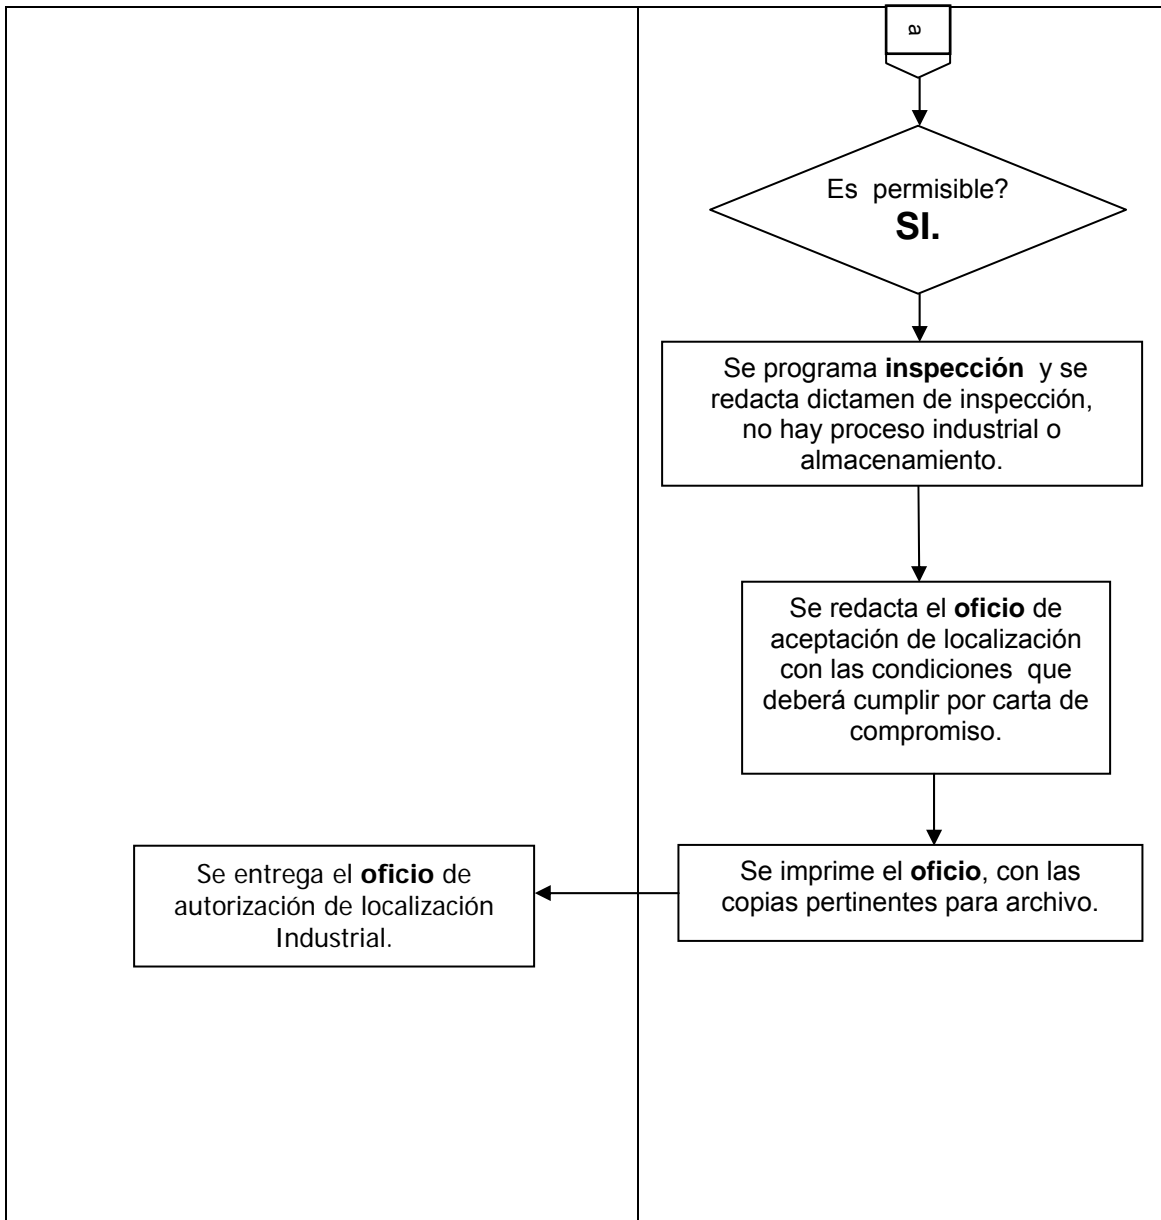 a
Es permisible?
SI.
Se programa inspección y se
redacta dictamen de inspección,
no hay proceso industrial o
almacenamiento.
Se redacta el oficio de
aceptación de localización
con las condiciones que
deberá cumplir por carta de
compromiso.
Se imprime el oficio, con las
copias pertinentes para archivo.
Se entrega el oficio de
autorización de localización
Industrial.